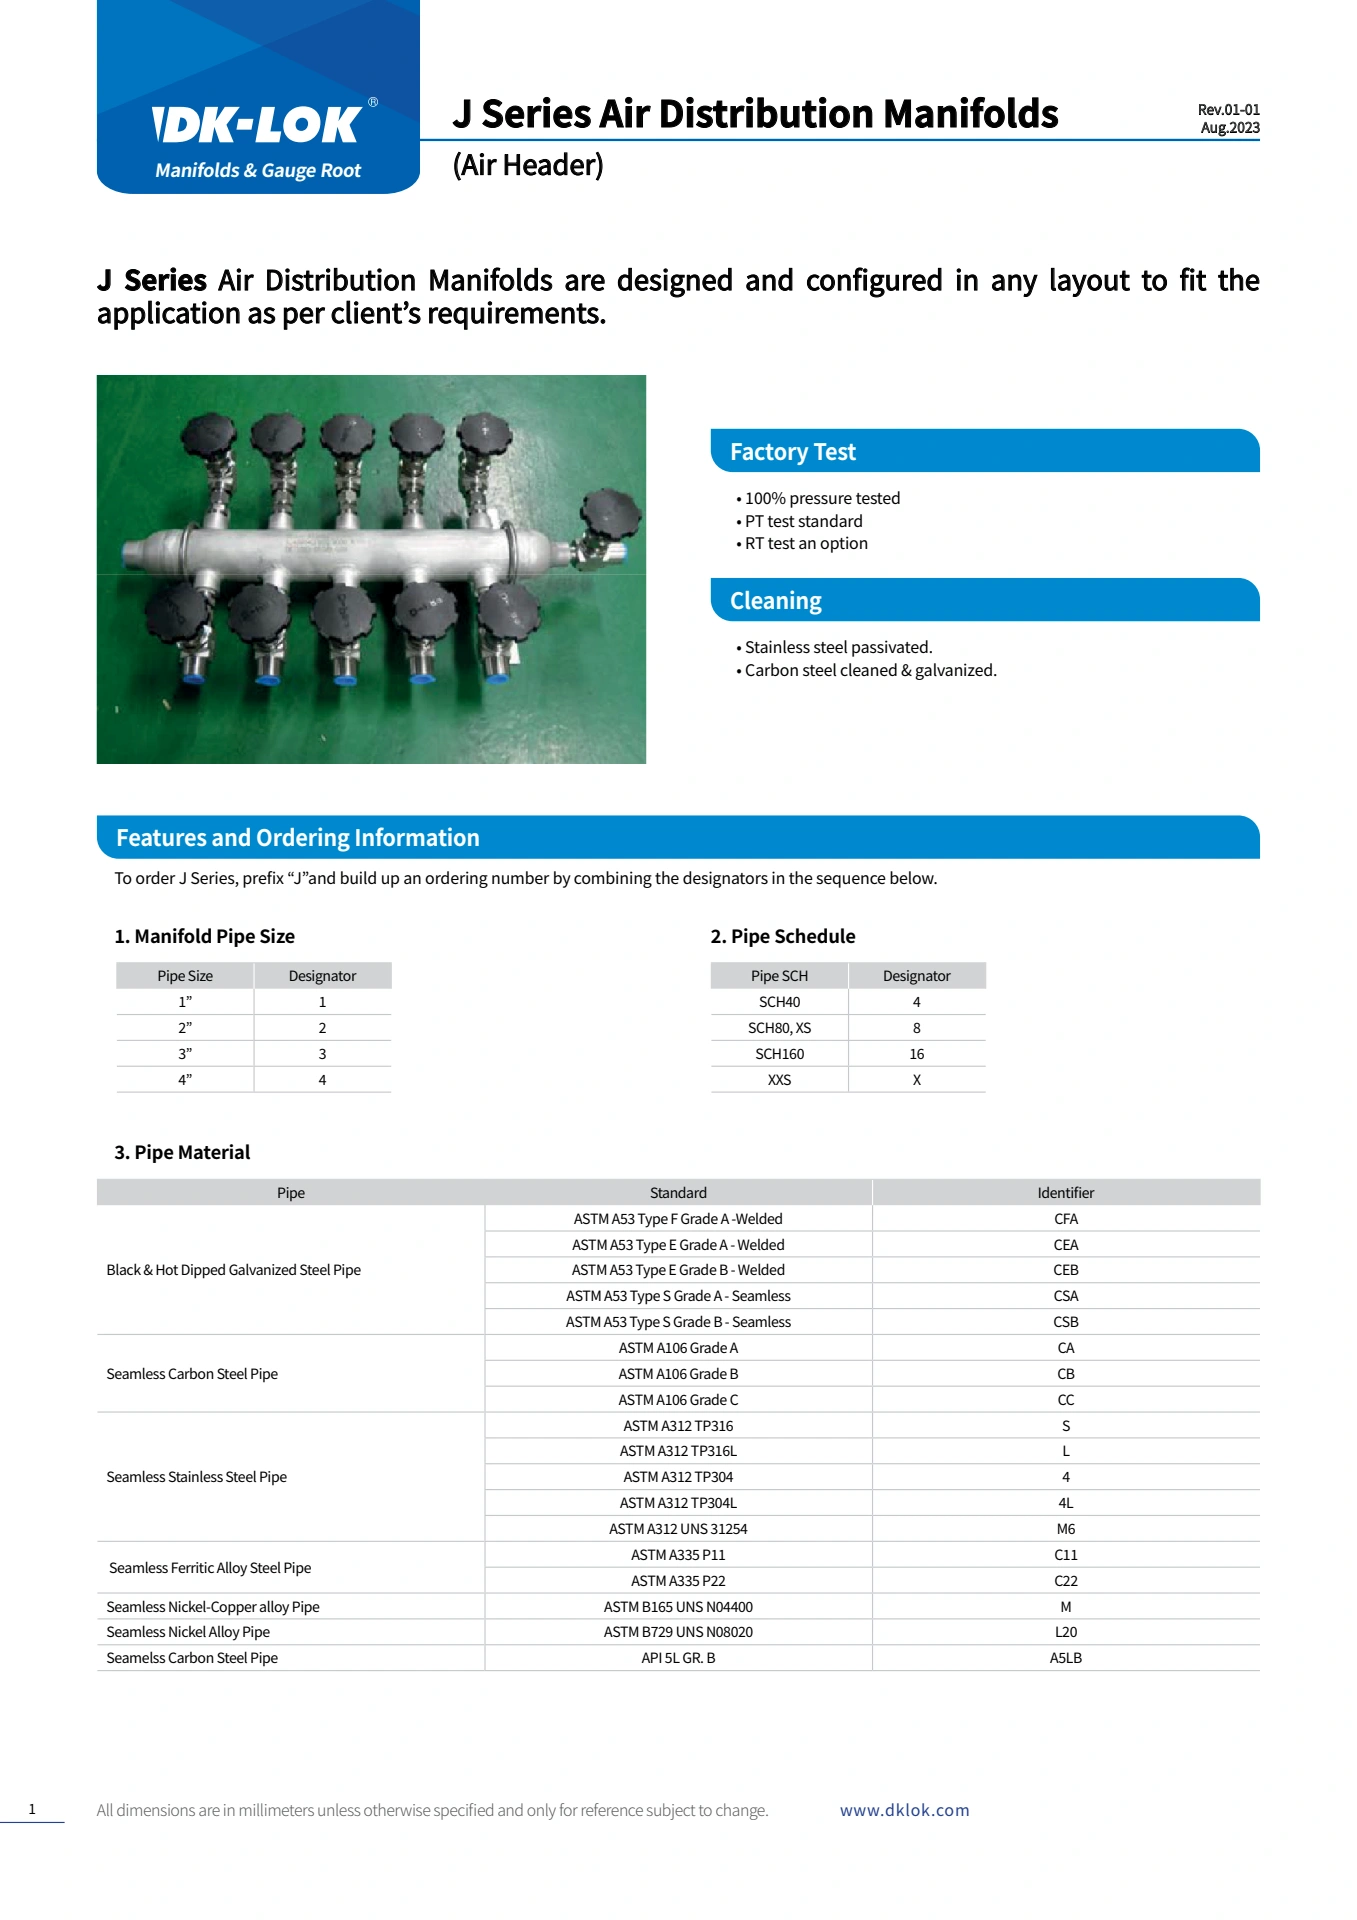 DK-LOK®
Manifolds & Gauge Root
J Series Air Distribution Manifolds
Rev.01-01
Aug.2023
(Air Header)
J Series Air Distribution Manifolds are designed and configured in any layout to fit the
application as per client’s requirements.
Factory Test
• 100% pressure tested
• PT test standard
• RT test an option
Cleaning
• Stainless steel passivated.
• Carbon steel cleaned & galvanized.
Features and Ordering Information
To order J Series, prefix “J”and build up an ordering number by combining the designators in the sequence below.
1. Manifold Pipe Size
Pipe Size Designator
1” 1
2” 2
3” 3
4” 4
2. Pipe Schedule
Pipe SCH Designator
SCH40 4
SCH80, XS 8
SCH160 16
XXS X
3. Pipe Material
Pipe Standard Identifier
Black & Hot Dipped Galvanized Steel Pipe
ASTM A53 Type F Grade A -Welded CFA
ASTM A53 Type E Grade A - Welded CEA
ASTM A53 Type E Grade B - Welded CEB
ASTM A53 Type S Grade A - Seamless CSA
ASTM A53 Type S Grade B - Seamless CSB
Seamless Carbon Steel Pipe
ASTM A106 Grade A CA
ASTM A106 Grade B CB
ASTM A106 Grade C CC
Seamless Stainless Steel Pipe
ASTM A312 TP316 S
ASTM A312 TP316L L
ASTM A312 TP304 4
ASTM A312 TP304L 4L
ASTM A312 UNS 31254 M6
Seamless Ferritic Alloy Steel Pipe
ASTM A335 P11 C11
ASTM A335 P22 C22
Seamless Nickel-Copper alloy Pipe ASTM B165 UNS N04400 M
Seamless Nickel Alloy Pipe ASTM B729 UNS N08020 L20
Seamelss Carbon Steel Pipe API 5L GR. B A5LB
1
All dimensions are in millimeters unless otherwise specified and only for reference subject to change.
www.dklok.com